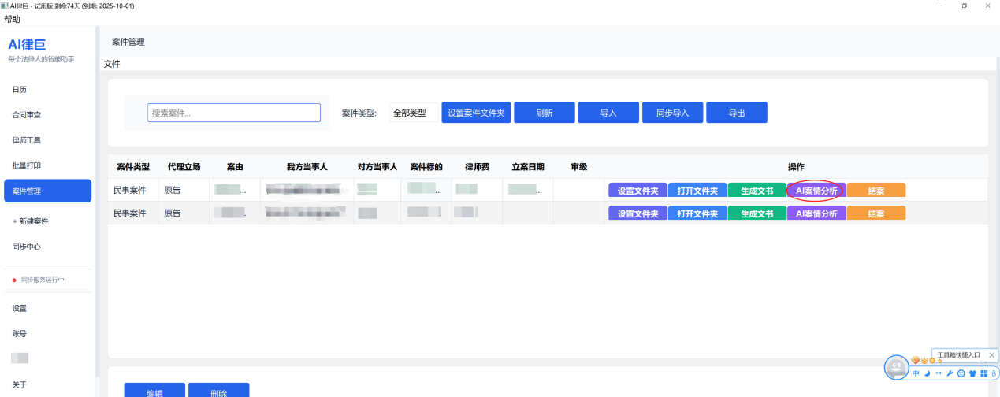 AI律巨 - 试用版 剩余74天 (到期: 2025-10-01)
帮助
AI律巨
每个法律人的智能助手
日历
合同审查
律师工具
批量打印
案件管理
+ 新建案件
同步中心
同步服务运行中
设置
账号
关于
案件管理
文件
搜索案件... 案件类型: 全部类型 设置案件文件夹 刷新 导入 同步导入 导出
案件类型 代理立场 案由 我方当事人 对方当事人 案件标的 律师费 立案日期 审级 操作
民事案件 原告 ... ... ... 设置文件夹 打开文件夹 生成文书 AI案情分析 结案
民事案件 原告 设置文件夹 打开文件夹 生成文书 AI案情分析 结案
编辑 删除
工具箱快捷入口
中